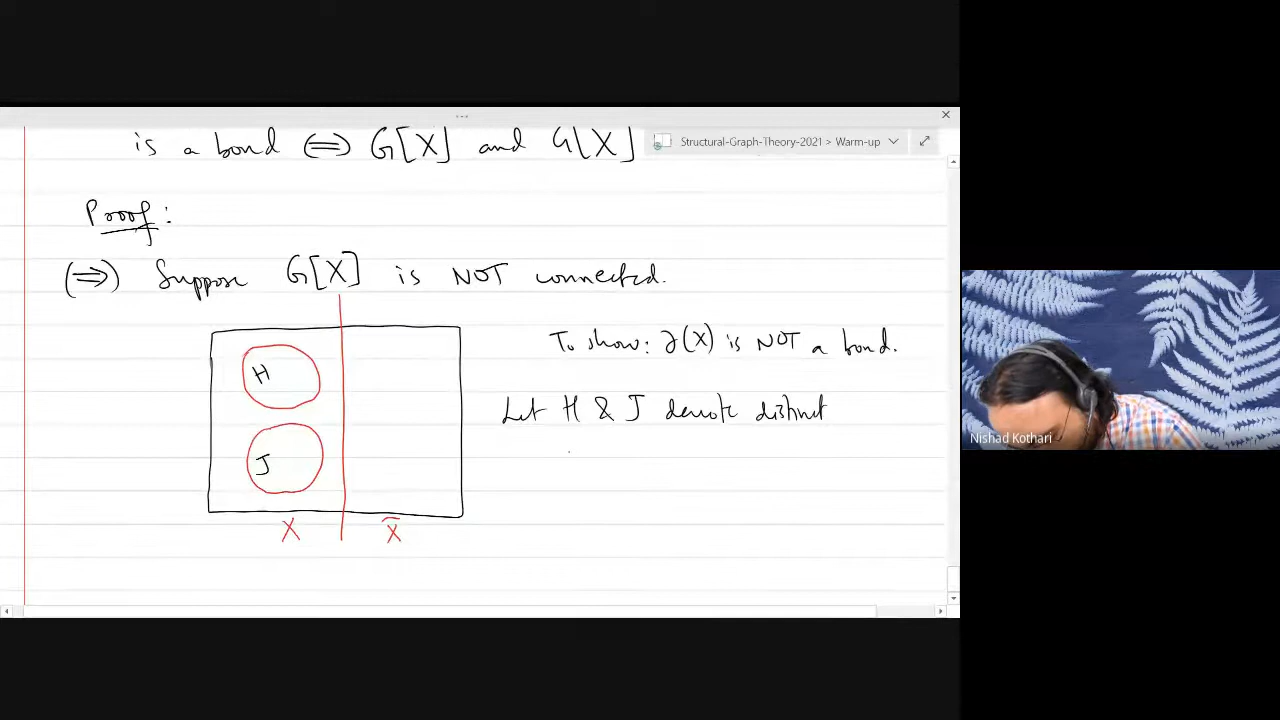 is a bond ⟺ G[X] and G[X̄]
Structural-Graph-Theory-2021 > Warm-up
Proof:
(⟹) Suppose G[X] is NOT connected.
To show: ∂(X) is NOT a bond.
H
Let H & J denote distinct
J
X X̄
Nishad Kothari